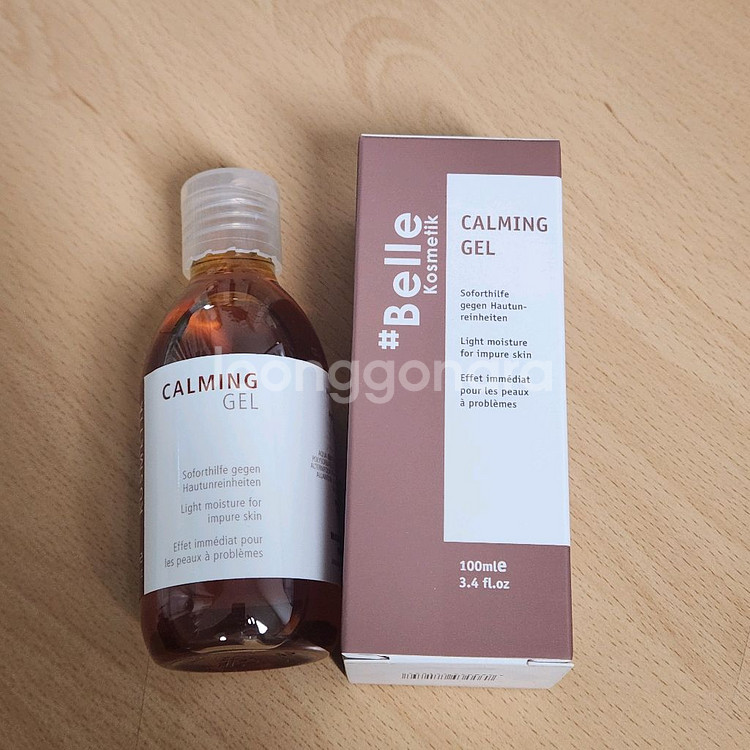 CALMING
GEL
Soforthilfe gegen
Hautunreinheiten
Light moisture for
impure skin
Effet immédiat pour
les peaux à problèmes
#Belle
Kosmetik
CALMING
GEL
Soforthilfe
gegen Hautun-
reinheiten
Light moisture
for impure skin
Effet immédiat
pour les peaux
à problèmes
100mle
3.4 fl.oz